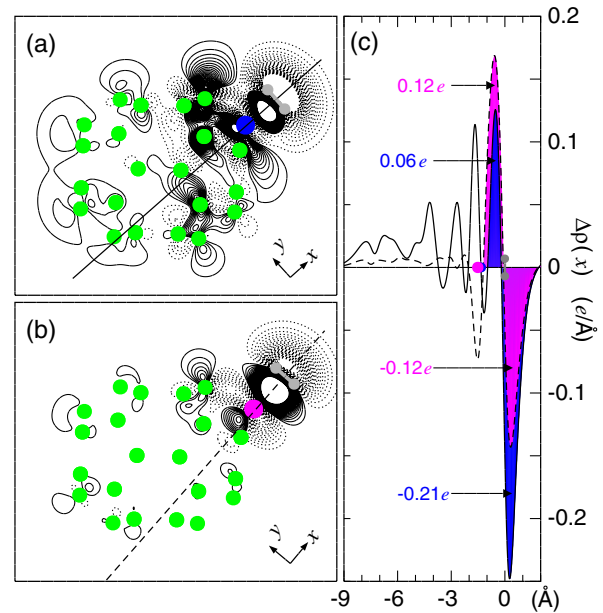 (a)
y x
(b)
y x
(c)
0.2
0.12e
0.1
0.06e
0
Δρ(x) (e/Å)
-0.12e
-0.1
-0.21e
-0.2
-9 -6 -3 0 (Å)